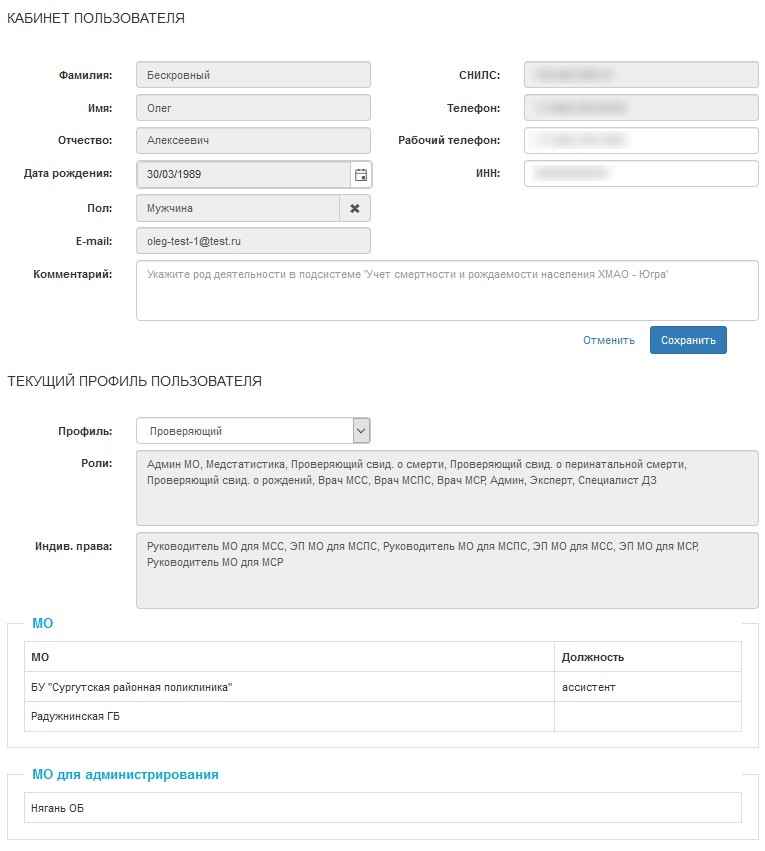 КАБИНЕТ ПОЛЬЗОВАТЕЛЯ
Фамилия: Бескровный СНИЛС:
Имя: Олег Телефон:
Отчество: Алексеевич Рабочий телефон:
Дата рождения: 30/03/1989 ИНН:
Пол: Мужчина
E-mail: oleg-test-1@test.ru
Комментарий: Укажите род деятельности в подсистеме 'Учет смертности и рождаемости населения ХМАО - Югра'
Отменить Сохранить
ТЕКУЩИЙ ПРОФИЛЬ ПОЛЬЗОВАТЕЛЯ
Профиль: Проверяющий
Роли: Админ МО, Медстатистика, Проверяющий свид. о смерти, Проверяющий свид. о перинатальной смерти,
Проверяющий свид. о рождений, Врач МСС, Врач МСПС, Врач МСР, Админ, Эксперт, Специалист ДЗ
Индив. права: Руководитель МО для МСС, ЭП МО для МСПС, Руководитель МО для МСПС, ЭП МО для МСС, ЭП МО для МСР,
Руководитель МО для МСР
МО
МО Должность
БУ "Сургутская районная поликлиника" ассистент
Радужнинская ГБ
МО для администрирования
Нягань ОБ